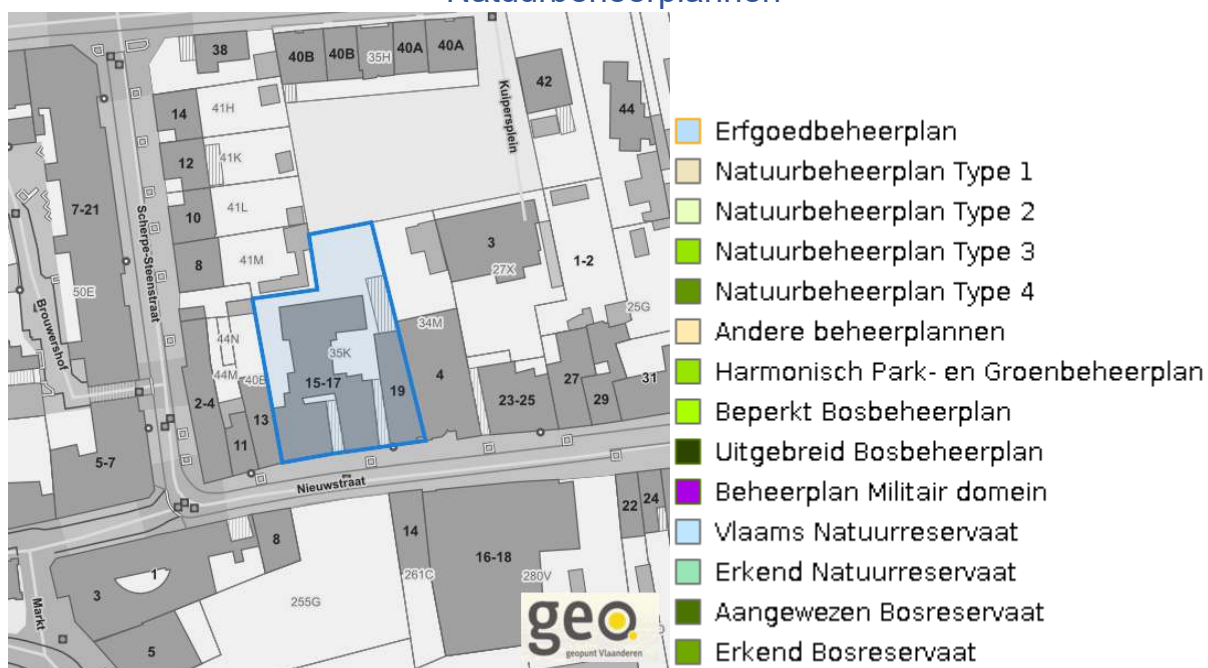 Natuurbeheerplannen
38
40B
40B
35H
40A
40A
42
44
14
41H
12
41K
10
41L
8
41M
7-21
50E
Scherpe-Steenstraat
Brouwershof
Kuipersplein
3
27X
1-2
25G
34M
44N
44M
40E
35K
15-17
19
4
2-4
11
13
23-25
27
29
31
5-7
Nieuwstraat
22
24
8
14
16-18
261C
280V
255G
1
3
5
Markt
geo.
geopunt Vlaanderen
Erfgoedbeheerplan
Natuurbeheerplan Type 1
Natuurbeheerplan Type 2
Natuurbeheerplan Type 3
Natuurbeheerplan Type 4
Andere beheerplannen
Harmonisch Park- en Groenbeheerplan
Beperkt Bosbeheerplan
Uitgebreid Bosbeheerplan
Beheerplan Militair domein
Vlaams Natuurreservaat
Erkend Natuurreservaat
Aangewezen Bosreservaat
Erkend Bosreservaat